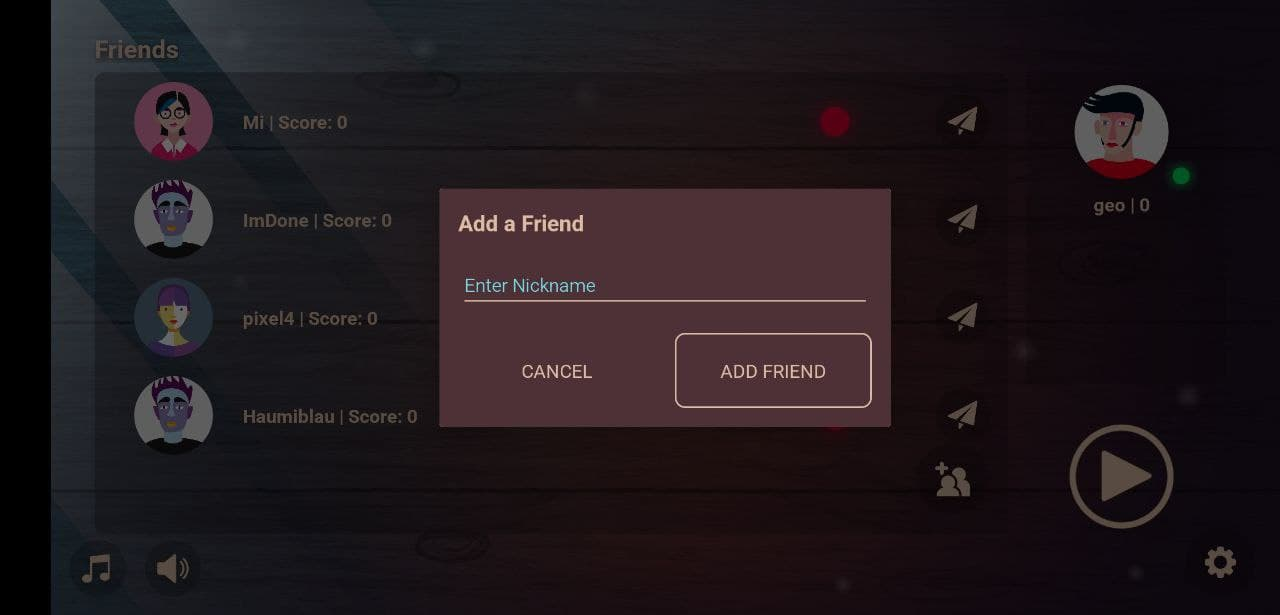 Friends
Mi | Score: 0
ImDone | Score: 0
geo | 0
Add a Friend
Enter Nickname
pixel4 | Score: 0
CANCEL
ADD FRIEND
Haumiblau | Score: 0